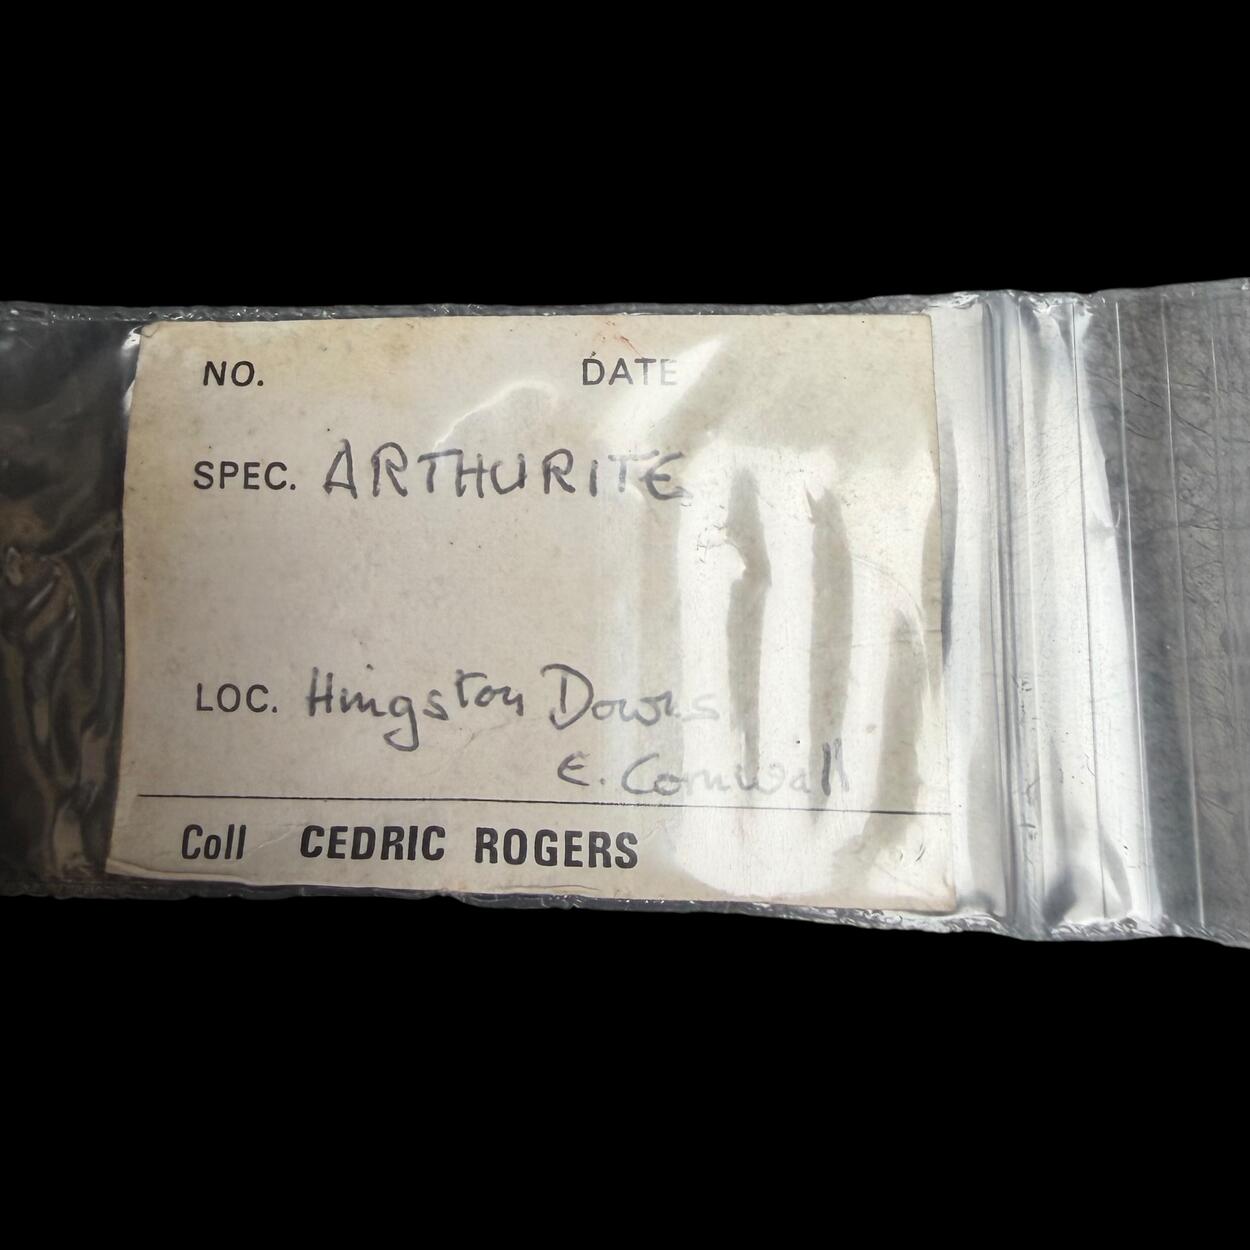 NO. DATE
SPEC. ARTHURITE
LOC. Hingston Downs
E. Cornwall
Coll CEDRIC ROGERS